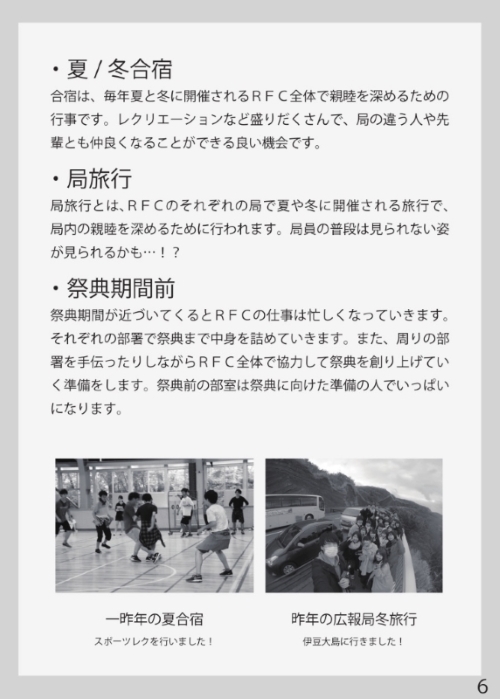 ・夏 / 冬合宿
合宿は、毎年夏と冬に開催されるＲＦＣ全体で親睦を深めるための
行事です。レクリエーションなど盛りだくさんで、局の違う人や先
輩とも仲良くなることができる良い機会です。
・局旅行
局旅行とは、ＲＦＣのそれぞれの局で夏や冬に開催される旅行で、
局内の親睦を深めるために行われます。局員の普段は見られない姿
が見られるかも…！？
・祭典期間前
祭典期間が近づいてくるとＲＦＣの仕事は忙しくなっていきます。
それぞれの部署で祭典まで中身を詰めていきます。また、周りの部
署を手伝ったりしながらＲＦＣ全体で協力して祭典を創り上げてい
く準備をします。祭典前の部室は祭典に向けた準備の人でいっぱい
になります。
一昨年の夏合宿
スポーツレクを行いました！
昨年の広報局冬旅行
伊豆大島に行きました！
6